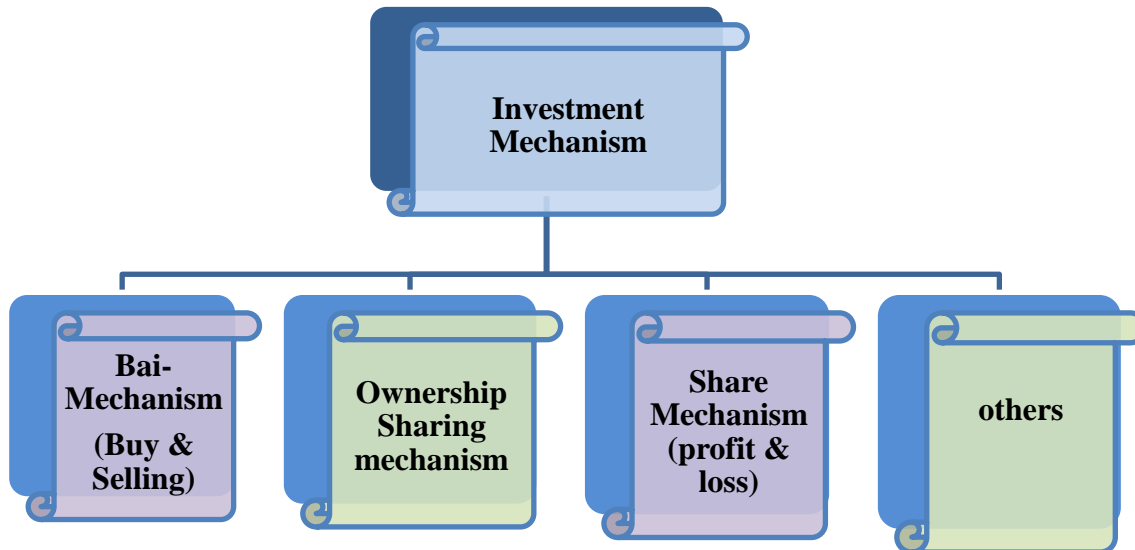 Investment
Mechanism
Bai-
Mechanism
(Buy &
Selling)
Ownership
Sharing
mechanism
Share
Mechanism
(profit &
loss)
others